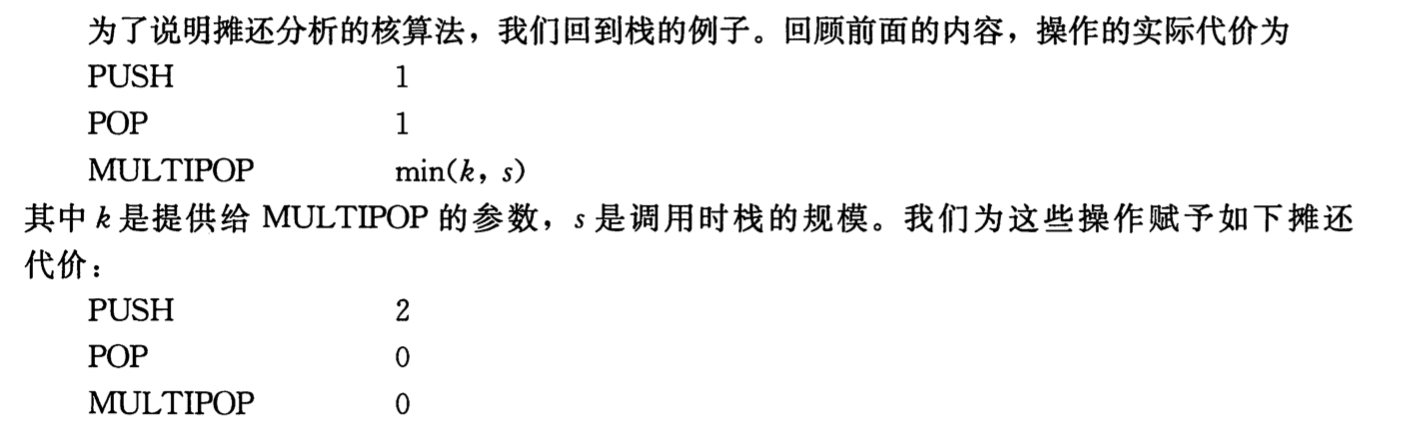 为了说明摊还分析的核算法，我们回到栈的例子。回顾前面的内容，操作的实际代价为
PUSH 1
POP 1
MULTIPOP min(k, s)
其中 k 是提供给 MULTIPOP 的参数，s 是调用时栈的规模。我们为这些操作赋予如下摊还
代价：
PUSH 2
POP 0
MULTIPOP 0